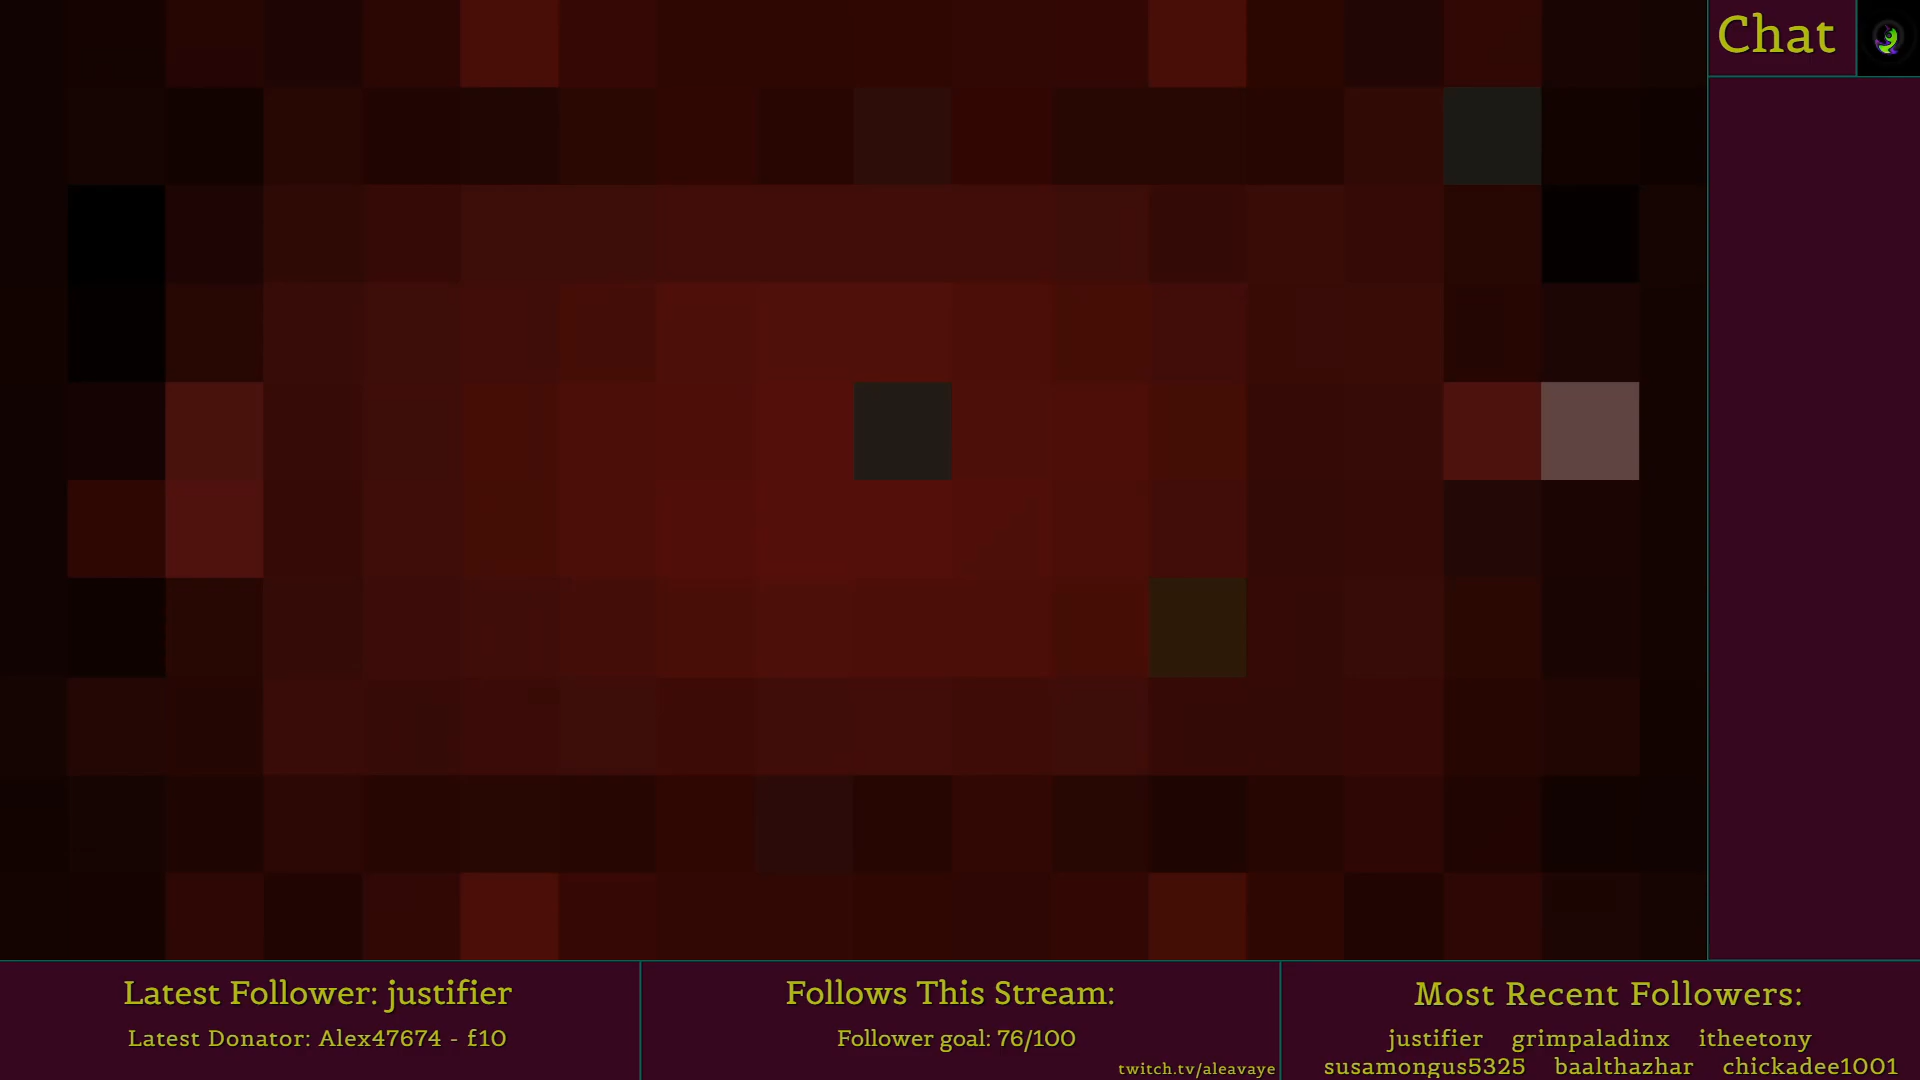 Chat
Latest Follower: justifier
Latest Donator: Alex47674 - f10
Follows This Stream:
Follower goal: 76/100
twitch.tv/aleavaye
Most Recent Followers:
justifier grimpaladinx itheetony
susamongus5325 baalthazhar chickadee1001